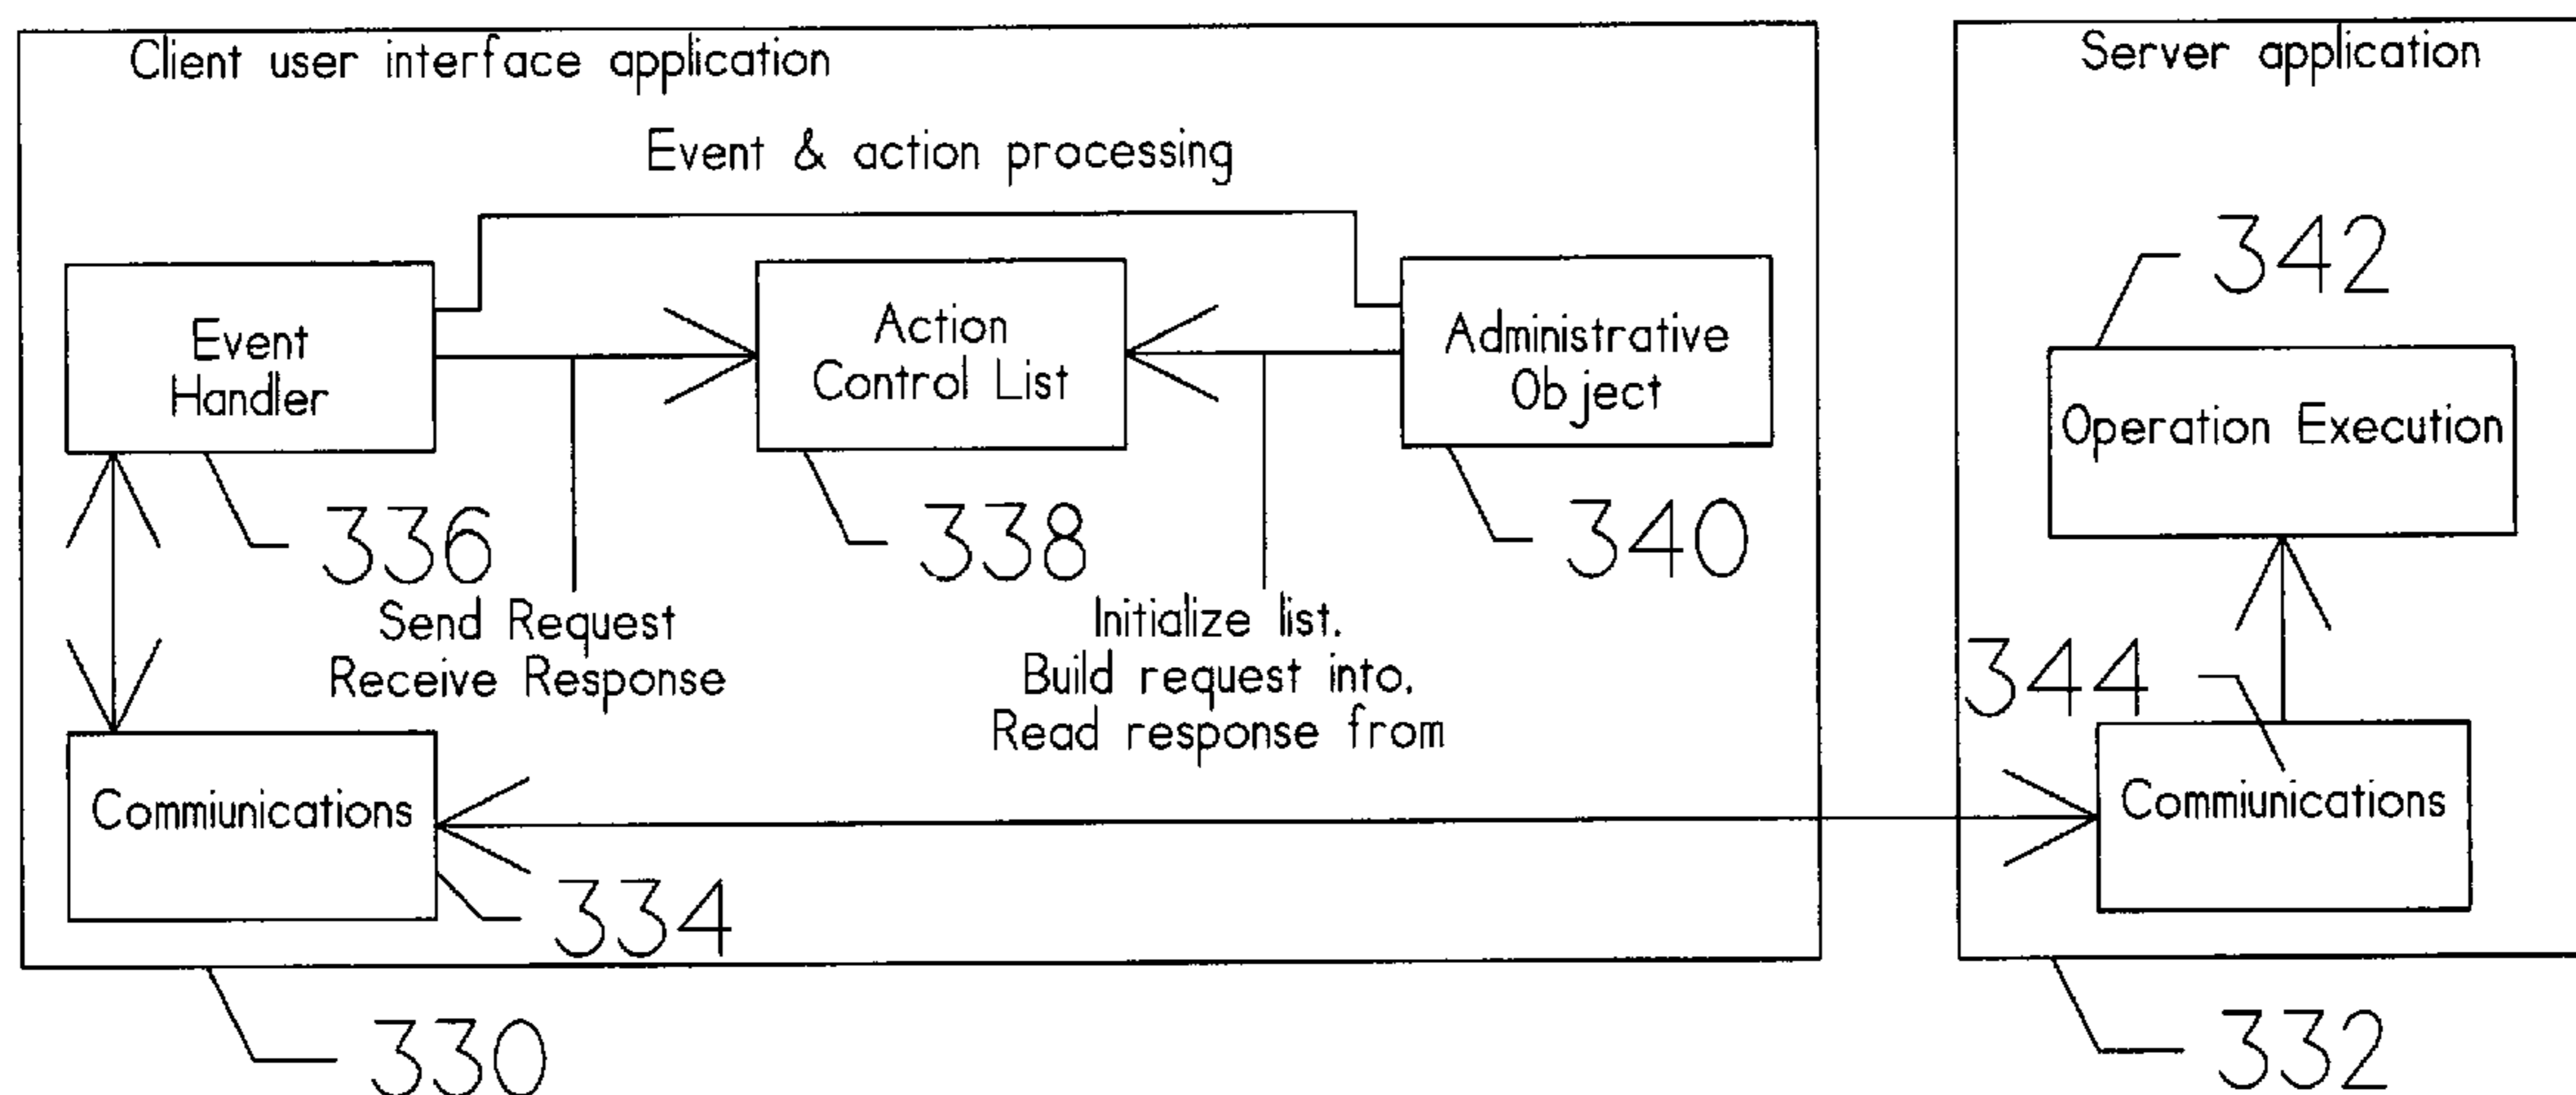 Client user interface application
Server application
Event & action processing
342
Event
Handler
Action
Control List
Administrative
Object
Operation Execution
336
338
340
Send Request
Receive Response
Initialize list.
Build request into.
Read response from
344
Commiunications
Commiunications
334
330
332